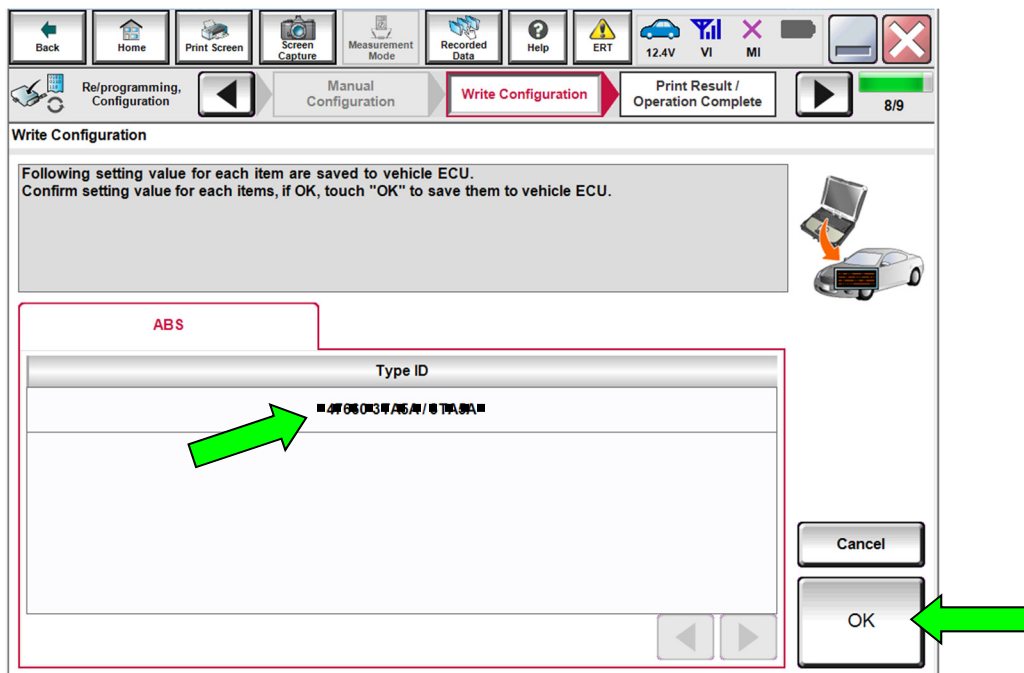 Back
Home
Print Screen
Screen
Capture
Measurement
Mode
Recorded
Data
Help
ERT
12.4V
VI
MI
Re/programming,
Configuration
Manual
Configuration
Write Configuration
Print Result /
Operation Complete
8/9
Write Configuration
Following setting value for each item are saved to vehicle ECU.
Confirm setting value for each items, if OK, touch "OK" to save them to vehicle ECU.
ABS
Type ID
Cancel
OK